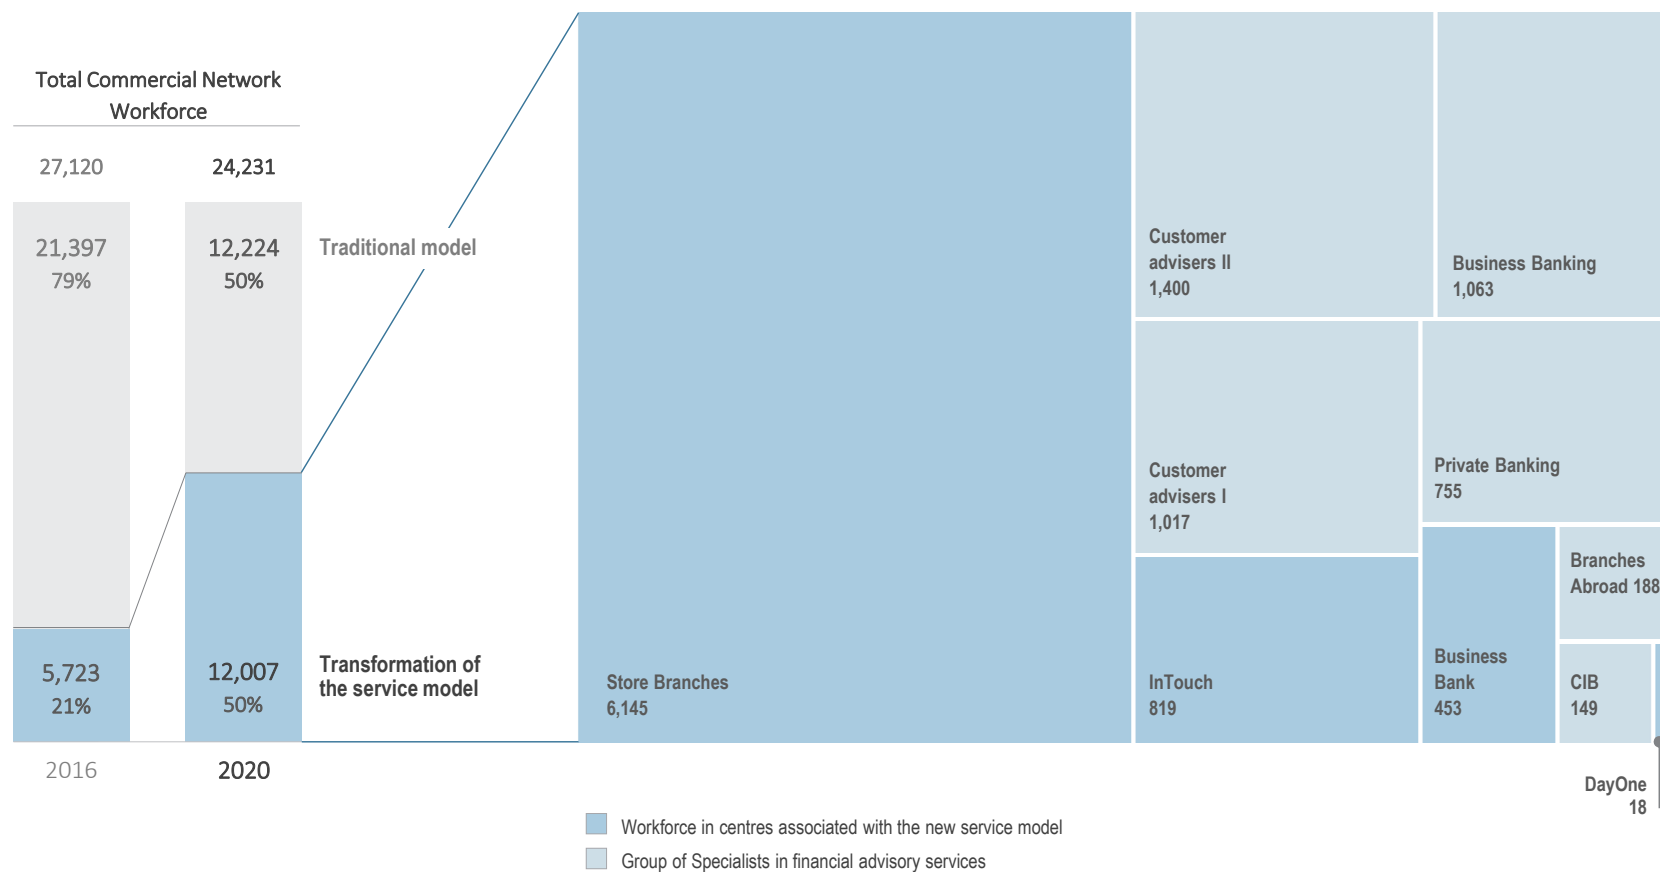 Total Commercial Network
Workforce
27,120
24,231
21,397
79%
12,224
50%
Traditional model
5,723
21%
12,007
50%
Transformation of
the service model
2016
2020
Store Branches
6,145
Customer
advisers II
1,400
Business Banking
1,063
Customer
advisers I
1,017
Private Banking
755
InTouch
819
Business
Bank
453
Branches
Abroad 188
CIB
149
DayOne
18
Workforce in centres associated with the new service model
Group of Specialists in financial advisory services